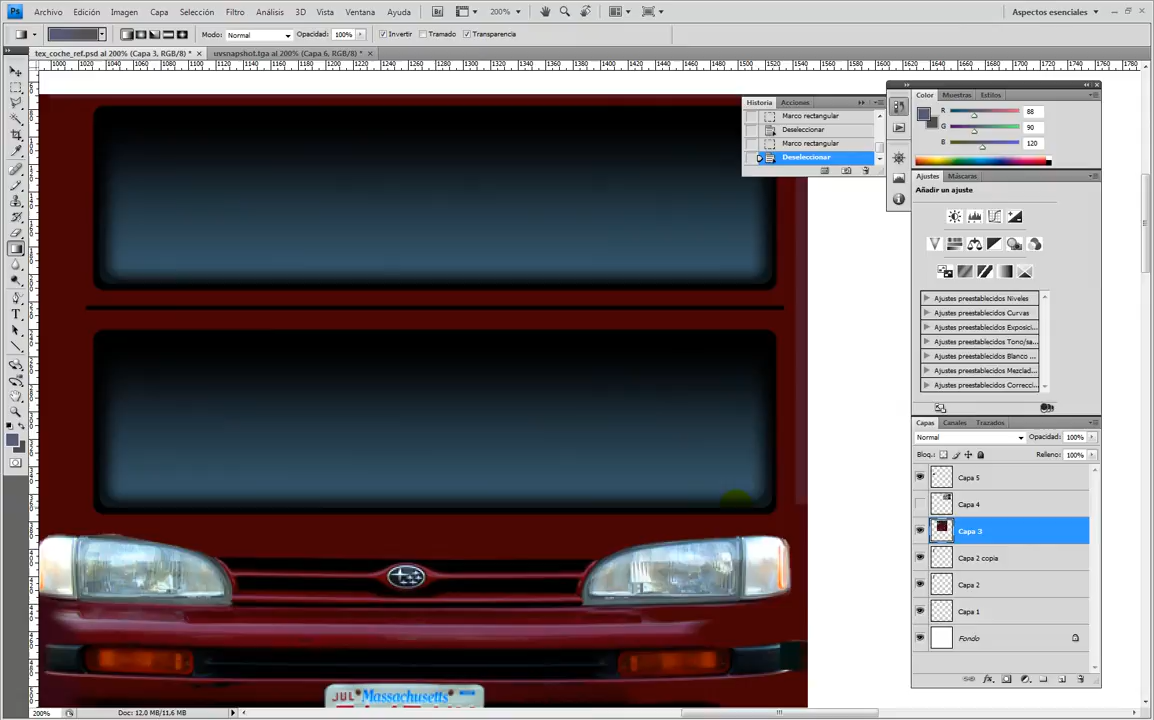 Archivo Edición Imagen Capa Selección Filtro Análisis 3D Vista Ventana Ayuda 200% Aspectos esenciales
Modo: Normal Opacidad: 100% Invertir Tramado Transparencia
tex_coche_ref.psd al 200% (Capa 3, RGB/8) * uvsnapshot.tga al 200% (Capa 6, RGB/8) *
Historia Acciones
Marco rectangular
Deseleccionar
Marco rectangular
Deseleccionar
Color Muestras Estilos
R 88
G 90
B 120
Ajustes Máscaras
Añadir un ajuste
Ajustes preestablecidos Niveles
Ajustes preestablecidos Curvas
Ajustes preestablecidos Exposici...
Ajustes preestablecidos Tono/sa...
Ajustes preestablecidos Blanco ...
Ajustes preestablecidos Mezclad...
Ajustes preestablecidos Correcci...
Capas Canales Trazados
Normal Opacidad: 100%
Bloq.: Relleno: 100%
Capa 5
Capa 4
Capa 3
Capa 2 copia
Capa 2
Capa 1
Fondo
JUL Massachusetts
200% Doc: 12.0 MB/11.6 MB